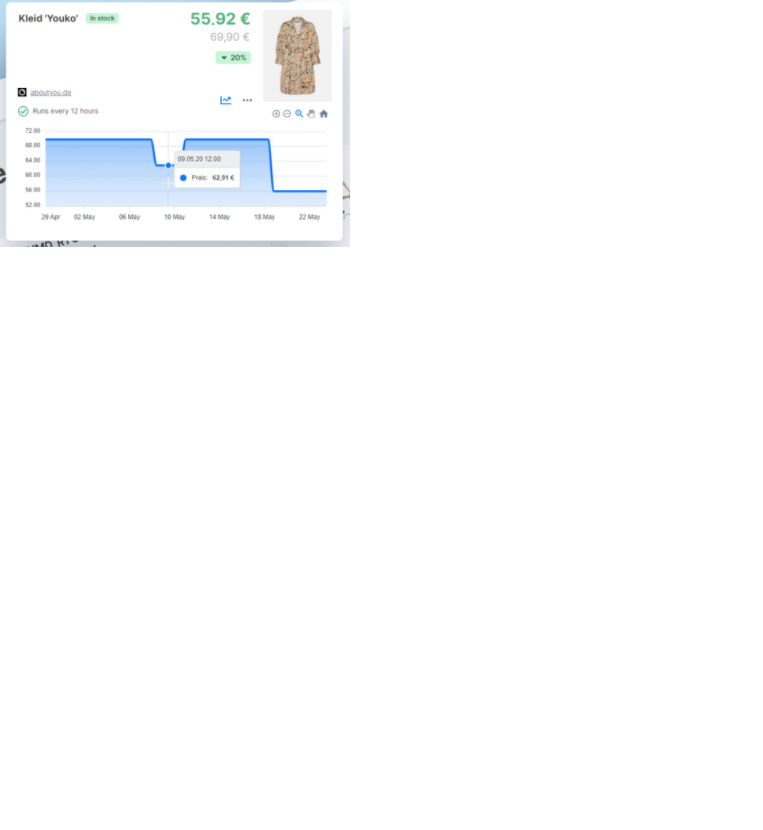 Kleid 'Youko' In stock
55.92 €
69,90 €
20%
aboutyou.de
Runs every 12 hours
72.00
68.00
64.00
60.00
56.00
52.00
09.05.20 12:00
Preis: 62,91 €
29 Apr 02 May 06 May 10 May 14 May 18 May 22 May